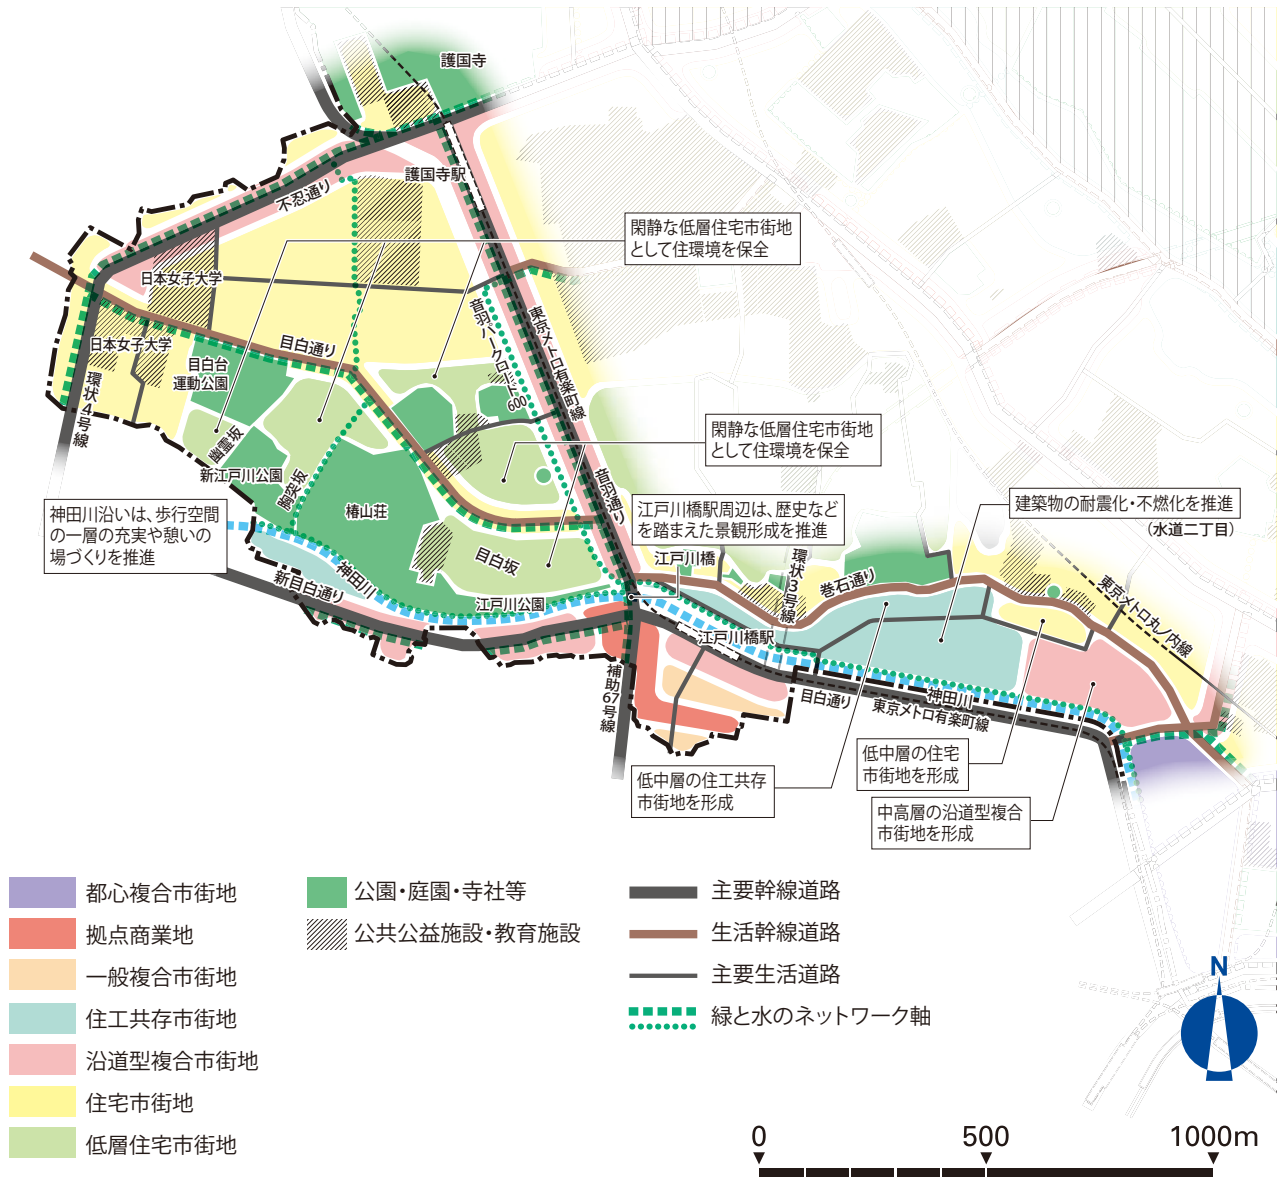 護国寺
護国寺駅
不忍通り
閑静な低層住宅市街地
として住環境を保全
日本女子大学
音羽パークロード600
東京メトロ有楽町線
日本女子大学
目白通り
目白台
運動公園
環状4号線
幽霊坂
閑静な低層住宅市街地
として住環境を保全
新江戸川公園
胸突坂
椿山荘
音羽通り
江戸川橋駅周辺は、歴史など
を踏まえた景観形成を推進
建築物の耐震化・不燃化を推進
(水道二丁目)
神田川沿いは、歩行空間
の一層の充実や憩いの
場づくりを推進
目白坂
江戸川橋
環状3号線
巻石通り
東京メトロ丸ノ内線
神田川
新目白通り
江戸川公園
江戸川橋駅
補助67号線
目白通り
神田川
東京メトロ有楽町線
低中層の住工共存
市街地を形成
低中層の住宅
市街地を形成
中高層の沿道型複合
市街地を形成
都心複合市街地
拠点商業地
一般複合市街地
住工共存市街地
沿道型複合市街地
住宅市街地
低層住宅市街地
公園・庭園・寺社等
公共公益施設・教育施設
主要幹線道路
生活幹線道路
主要生活道路
緑と水のネットワーク軸
N
0 500 1000m